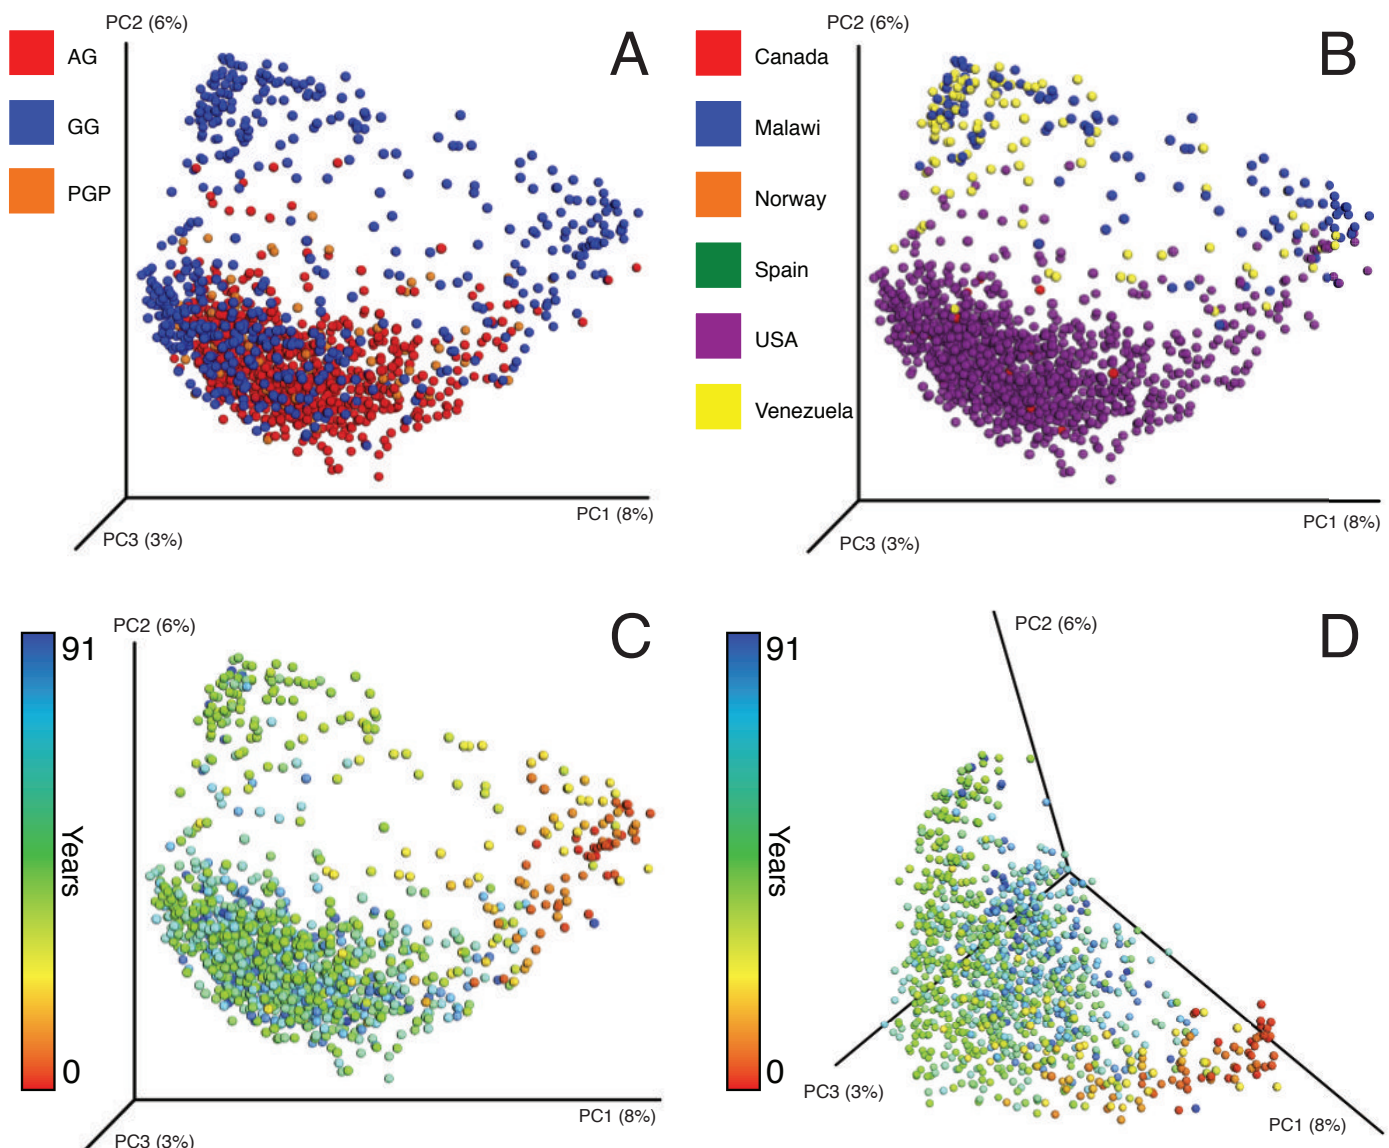 PC2 (6%)
A
AG
GG
PGP
PC1 (8%)
PC3 (3%)
PC2 (6%)
B
Canada
Malawi
Norway
Spain
USA
Venezuela
PC1 (8%)
PC3 (3%)
PC2 (6%)
C
91
Years
0
PC1 (8%)
PC3 (3%)
PC2 (6%)
D
91
Years
0
PC3 (3%)
PC1 (8%)